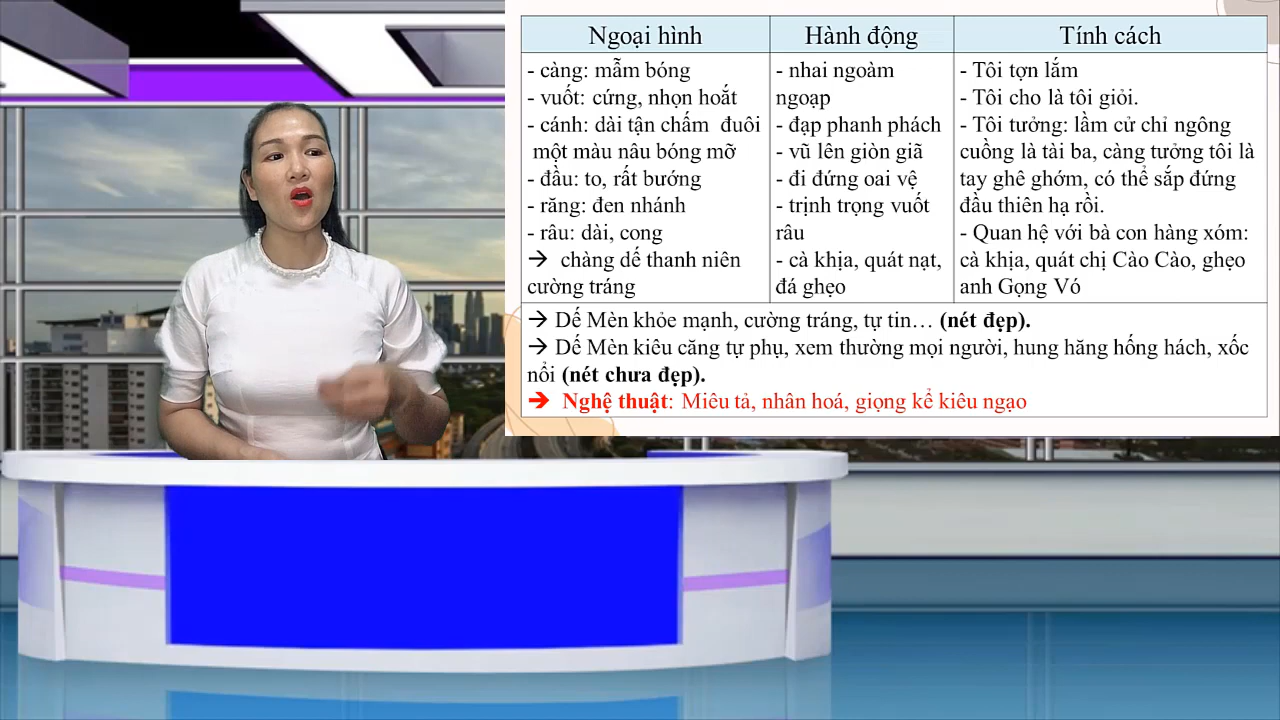 Ngoại hình
- càng: mẫm bóng
- vuốt: cứng, nhọn hoắt
- cánh: dài tận chấm đuôi
một màu nâu bóng mỡ
- đầu: to, rất bướng
- răng: đen nhánh
- râu: dài, cong
→ chàng dế thanh niên
cường tráng
Hành động
- nhai ngoàm
ngoạp
- đạp phanh phách
- vũ lên giòn giã
- đi đứng oai vệ
- trịnh trọng vuốt
râu
- cà khịa, quát nạt,
đá ghẹo
Tính cách
- Tôi tợn lắm
- Tôi cho là tôi giỏi.
- Tôi tưởng: lầm cử chỉ ngông
cuồng là tài ba, càng tưởng tôi là
tay ghê ghớm, có thể sắp đứng
đầu thiên hạ rồi.
- Quan hệ với bà con hàng xóm:
cà khịa, quát chị Cào Cào, ghẹo
anh Gọng Vó
→ Dế Mèn khỏe mạnh, cường tráng, tự tin… (nét đẹp).
→ Dế Mèn kiêu căng tự phụ, xem thường mọi người, hung hăng hống hách, xốc
nổi (nét chưa đẹp).
→ Nghệ thuật: Miêu tả, nhân hoá, giọng kể kiêu ngạo